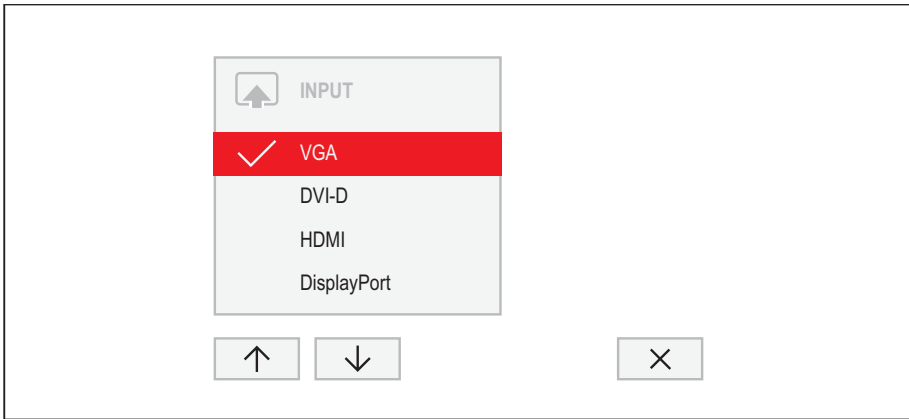 INPUT
VGA
DVI-D
HDMI
DisplayPort